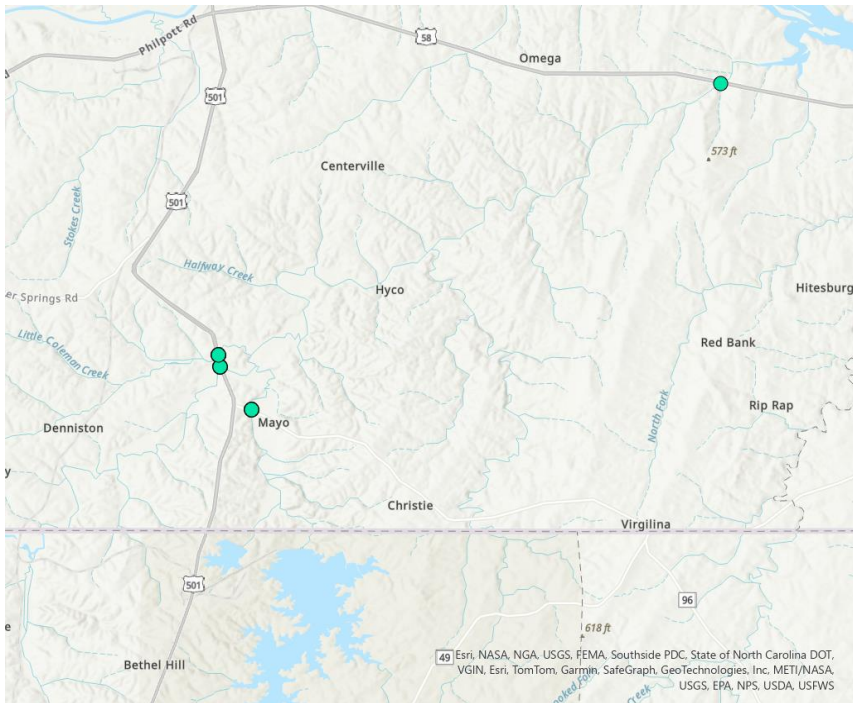 Philpott Rd
58
Omega
501
573 ft
Centerville
501
Stokes Creek
Halfway Creek
Hyco
er Springs Rd
Hitesburg
Little Coleman Creek
Red Bank
North Fork
Rip Rap
Denniston
Mayo
y
Christie
Virgilina
501
96
e
618 ft
49
Bethel Hill
Esri, NASA, NGA, USGS, FEMA, Southside PDC, State of North Carolina DOT,
VGIN, Esri, TomTom, Garmin, SafeGraph, GeoTechnologies, Inc, METI/NASA,
USGS, EPA, NPS, USDA, USFWS
ooked Fork
Creek